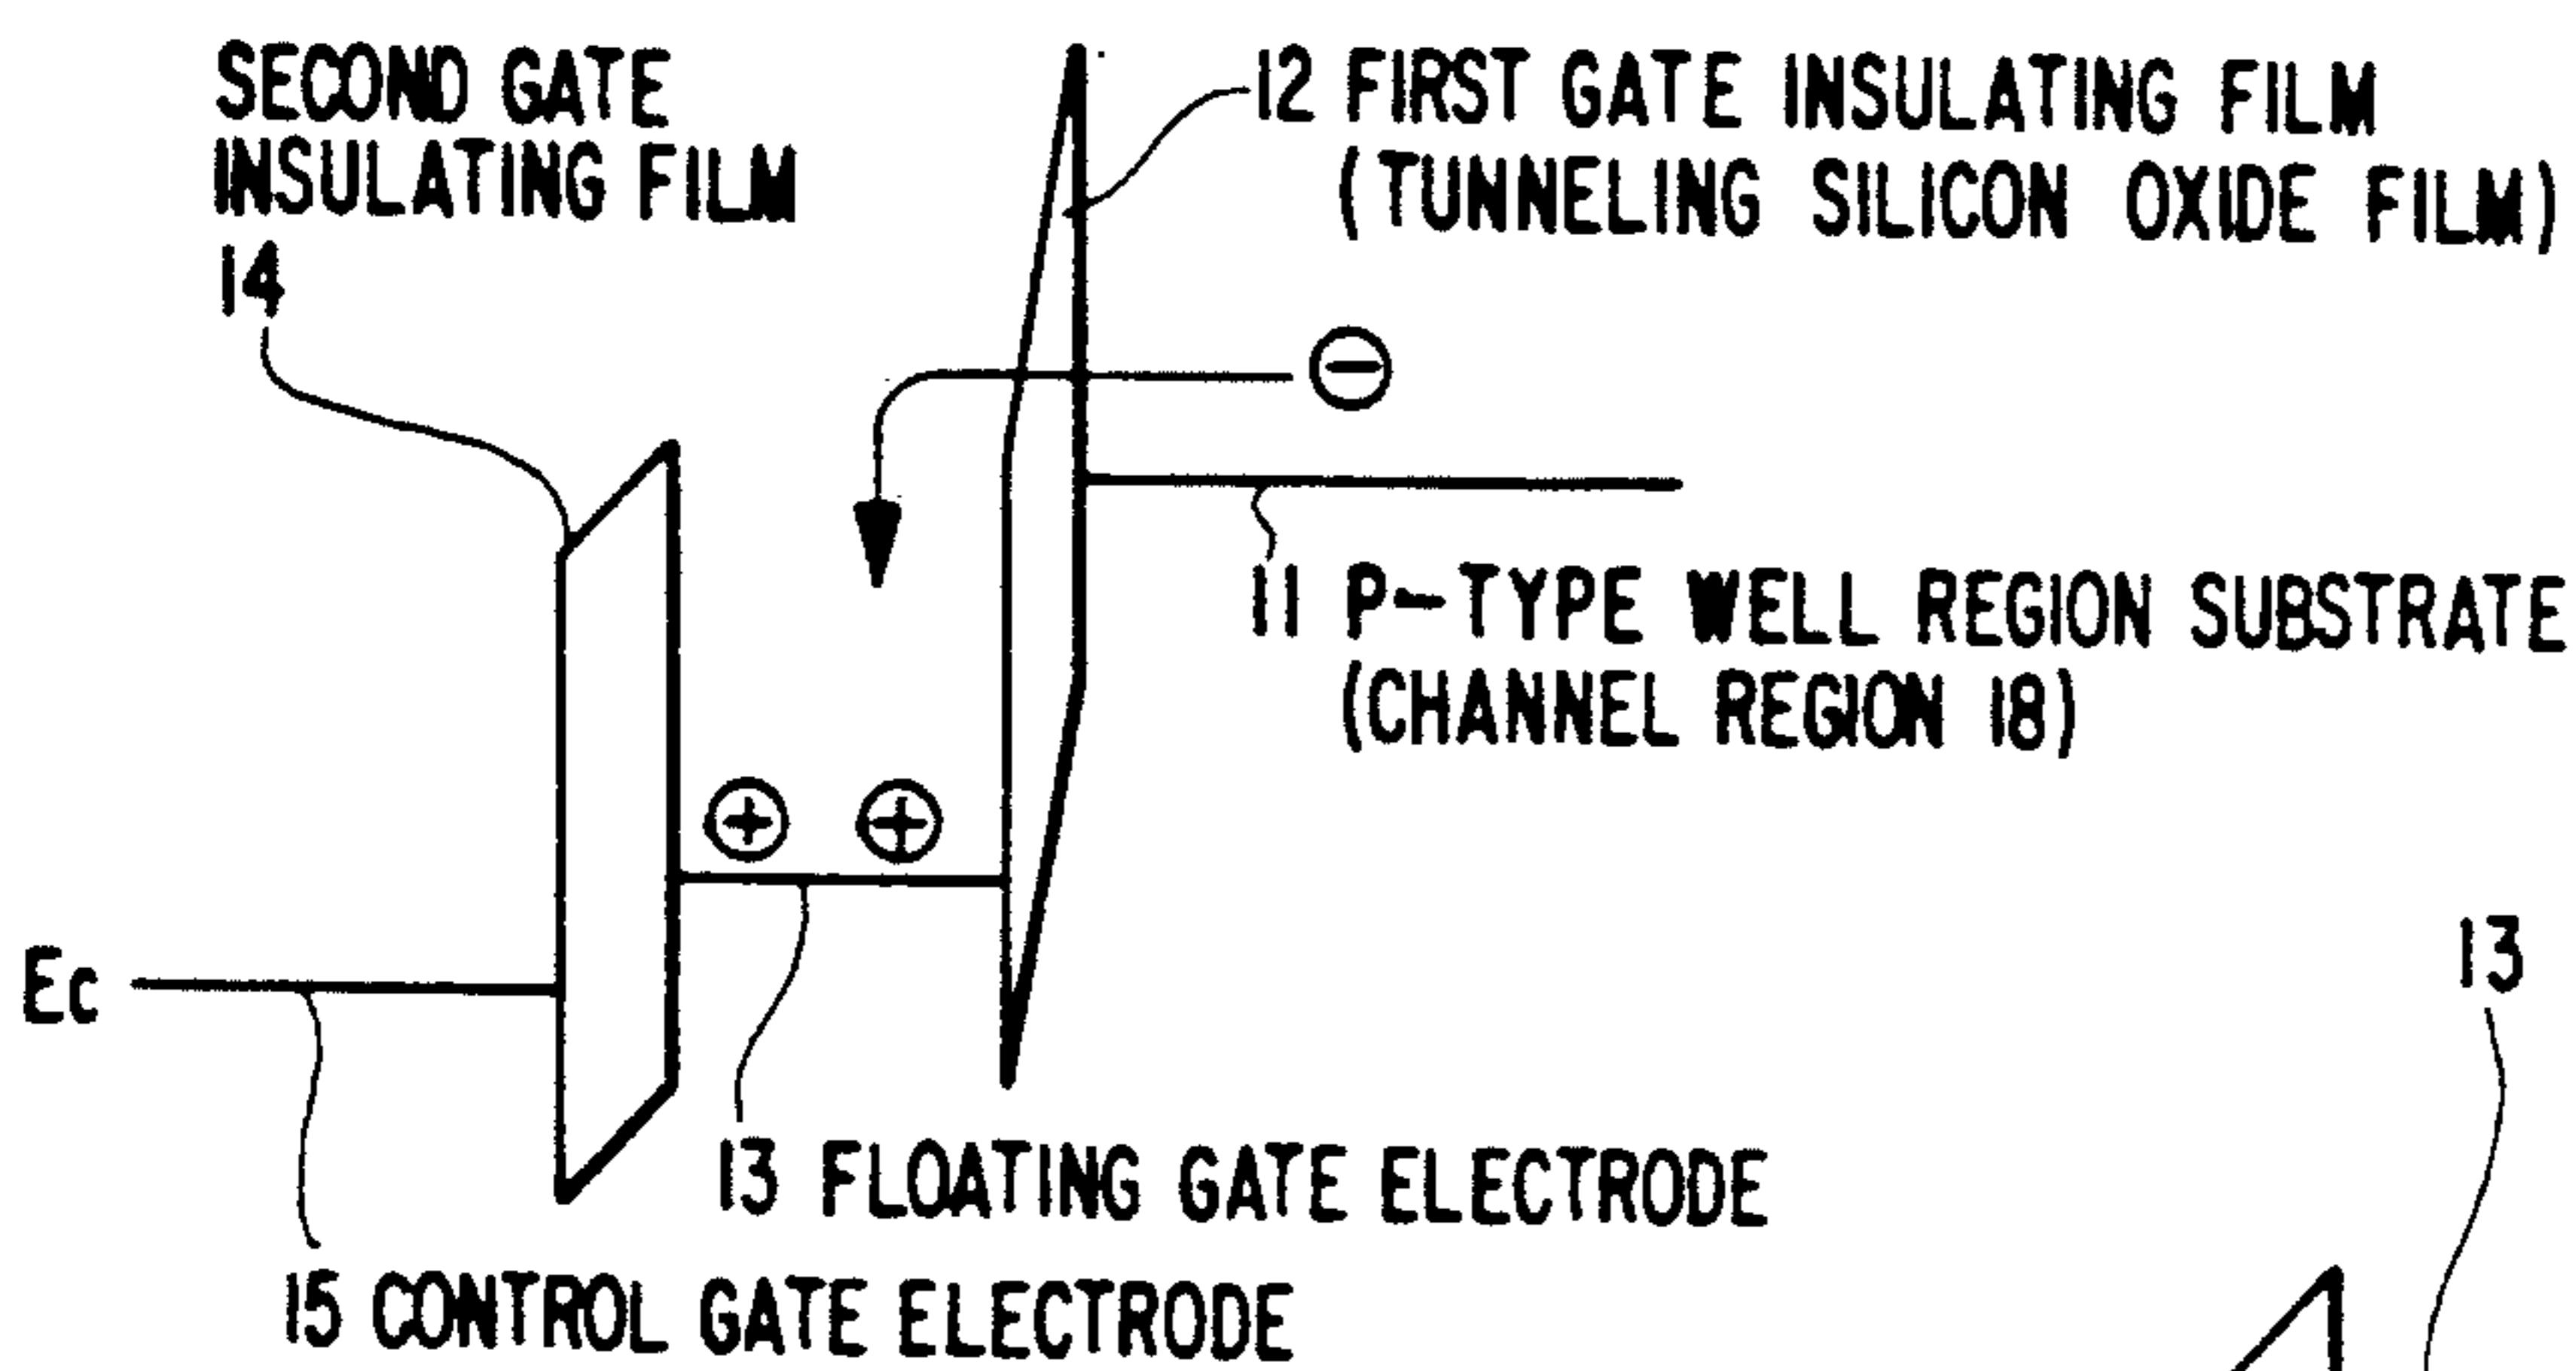 SECOND GATE
INSULATING FILM
14
12 FIRST GATE INSULATING FILM
(TUNNELING SILICON OXIDE FILM)
⊖
11 P-TYPE WELL REGION SUBSTRATE
(CHANNEL REGION 18)
⊕ ⊕
Ec
13
13 FLOATING GATE ELECTRODE
15 CONTROL GATE ELECTRODE